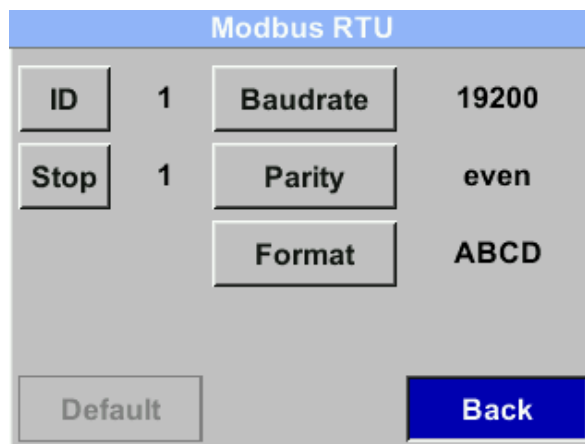 Modbus RTU
ID 1 Baudrate 19200
Stop 1 Parity even
Format ABCD
Default Back